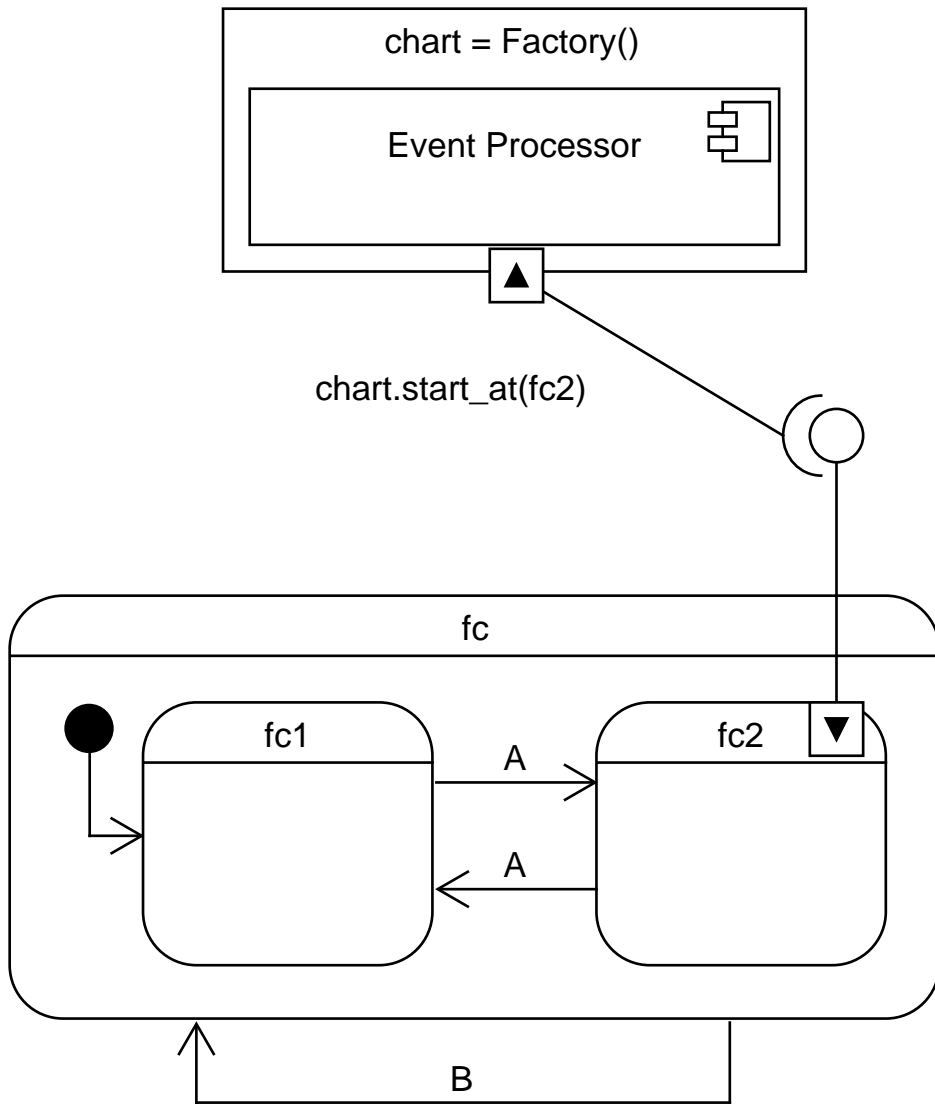 chart = Factory()
Event Processor
chart.start_at(fc2)
fc
fc1
fc2
A
A
B